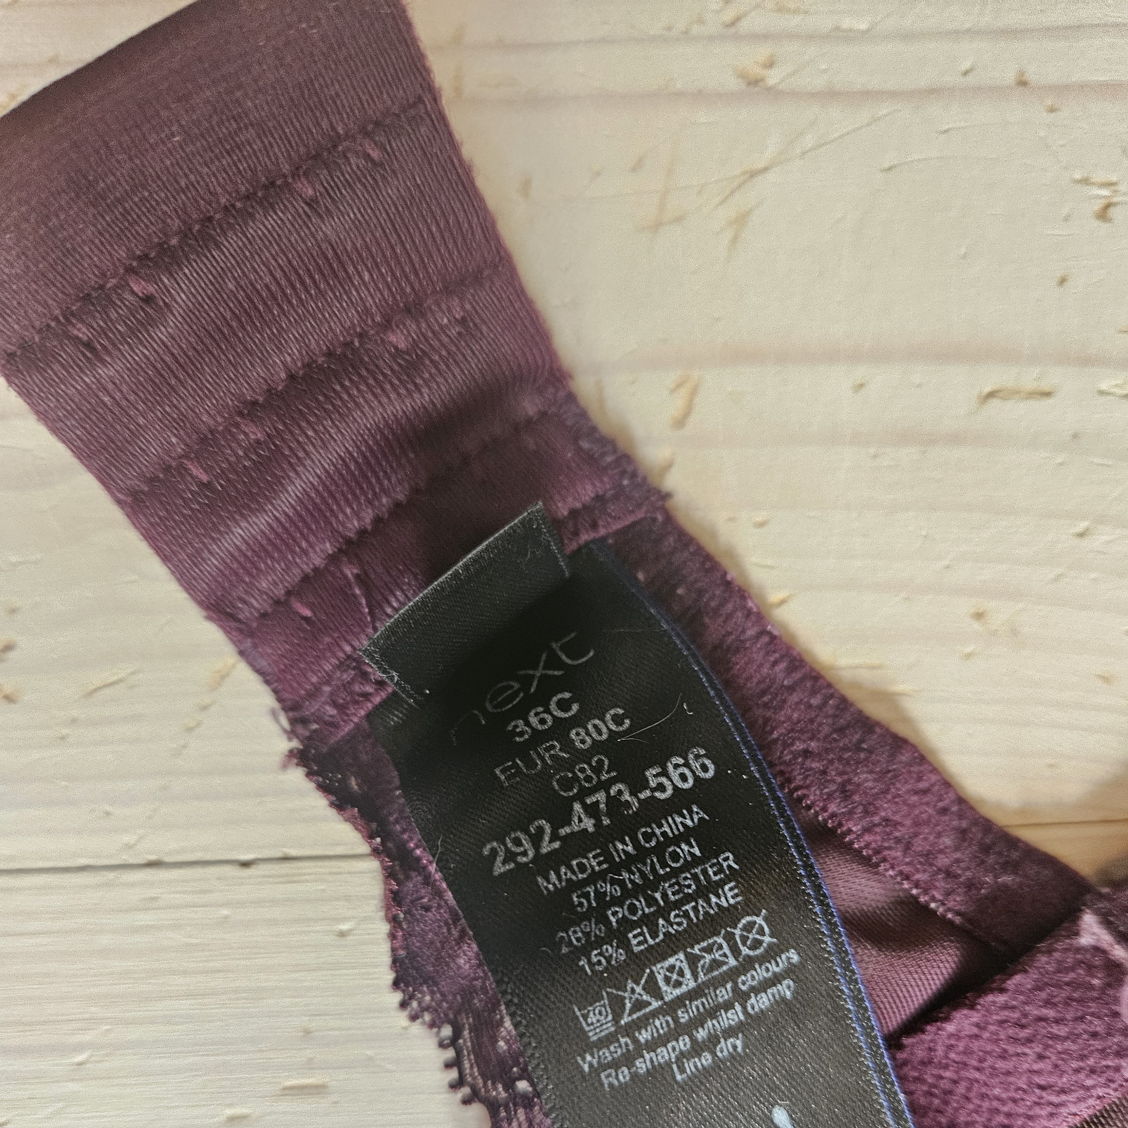 next
36C
EUR 80C
C82
292-473-566
MADE IN CHINA
57% NYLON
28% POLYESTER
15% ELASTANE
40
Wash with similar colours
Re-shape whilst damp
Line dry